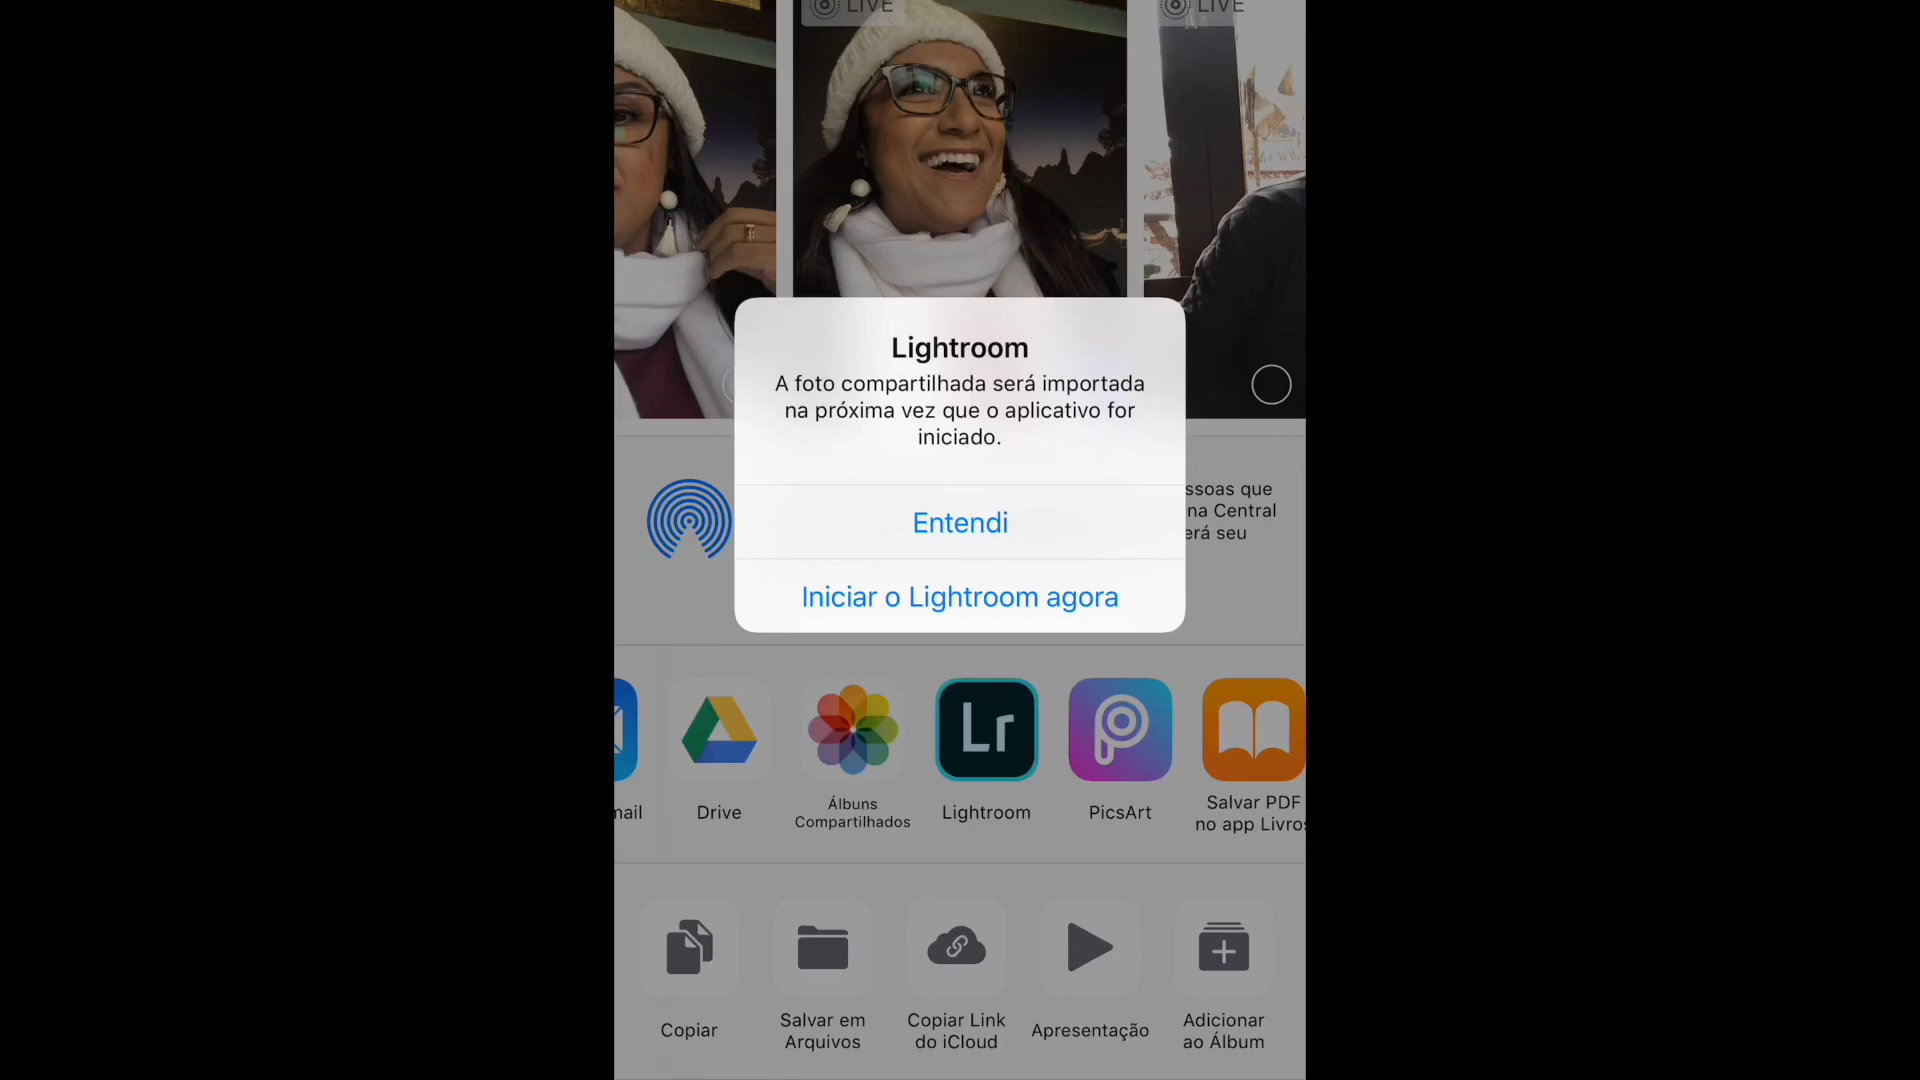 LIVE
LIVE
Lightroom
A foto compartilhada será importada
na próxima vez que o aplicativo for
iniciado.
Entendi
Iniciar o Lightroom agora
ssoas que
na Central
erá seu
Lr
mail
Drive
Álbuns
Compartilhados
Lightroom
PicsArt
Salvar PDF
no app Livros
Copiar
Salvar em
Arquivos
Copiar Link
do iCloud
Apresentação
Adicionar
ao Álbum